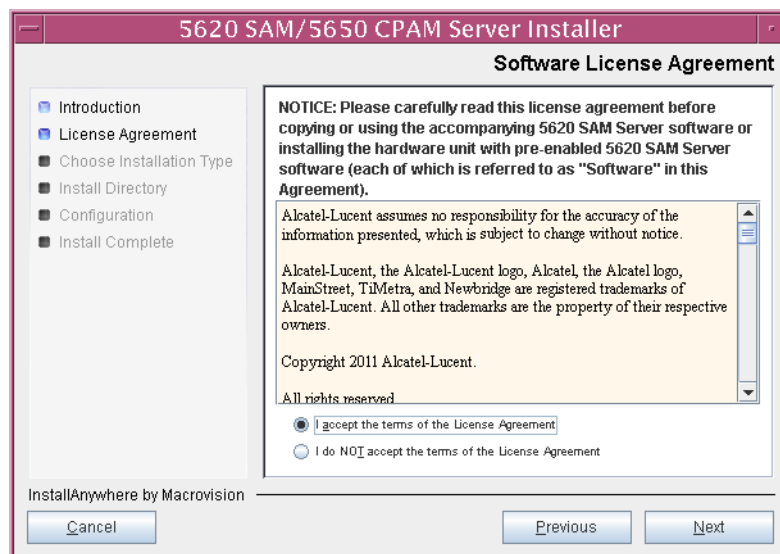 5620 SAM/5650 CPAM Server Installer
Software License Agreement
Introduction
License Agreement
Choose Installation Type
Install Directory
Configuration
Install Complete
NOTICE: Please carefully read this license agreement before
copying or using the accompanying 5620 SAM Server software or
installing the hardware unit with pre-enabled 5620 SAM Server
software (each of which is referred to as "Software" in this
Agreement).
Alcatel-Lucent assumes no responsibility for the accuracy of the
information presented, which is subject to change without notice.
Alcatel-Lucent, the Alcatel-Lucent logo, Alcatel, the Alcatel logo,
MainStreet, TiMetra, and Newbridge are registered trademarks of
Alcatel-Lucent. All other trademarks are the property of their respective
owners.
Copyright 2011 Alcatel-Lucent.
All rights reserved
I accept the terms of the License Agreement
I do NOT accept the terms of the License Agreement
InstallAnywhere by Macrovision
Cancel
Previous
Next